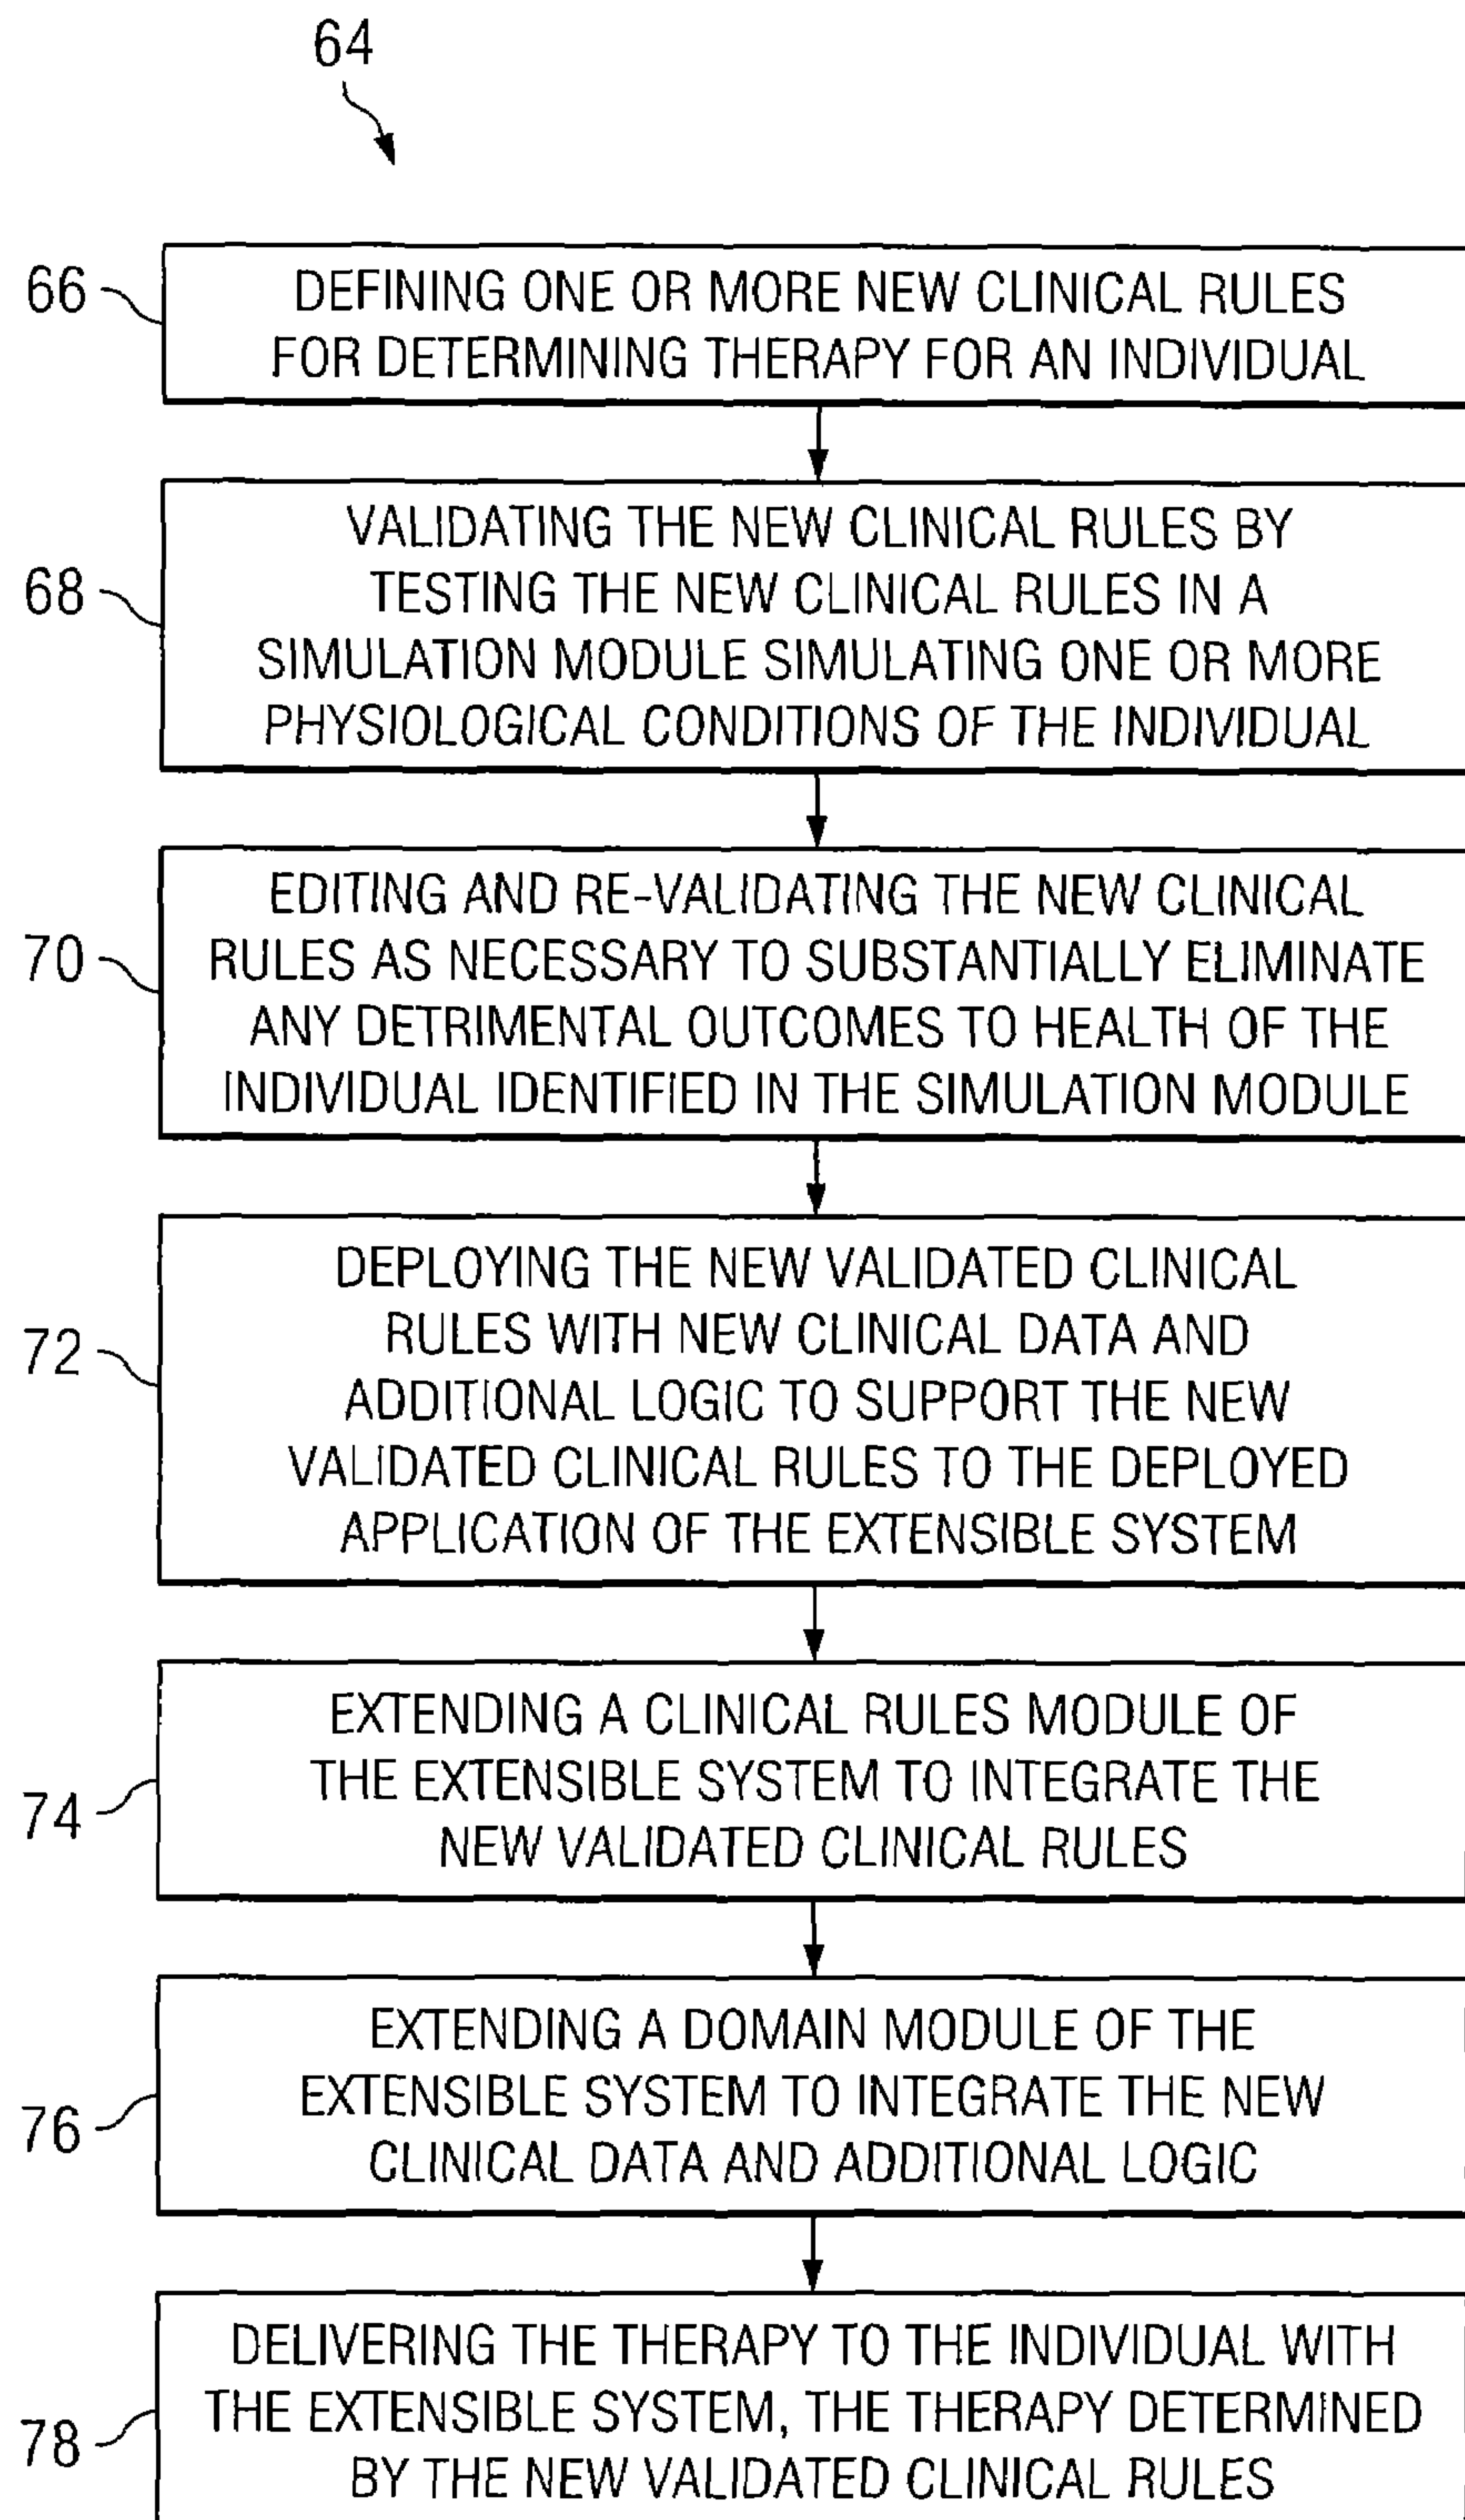 64
66
DEFINING ONE OR MORE NEW CLINICAL RULES
FOR DETERMINING THERAPY FOR AN INDIVIDUAL
68
VALIDATING THE NEW CLINICAL RULES BY
TESTING THE NEW CLINICAL RULES IN A
SIMULATION MODULE SIMULATING ONE OR MORE
PHYSIOLOGICAL CONDITIONS OF THE INDIVIDUAL
70
EDITING AND RE-VALIDATING THE NEW CLINICAL
RULES AS NECESSARY TO SUBSTANTIALLY ELIMINATE
ANY DETRIMENTAL OUTCOMES TO HEALTH OF THE
INDIVIDUAL IDENTIFIED IN THE SIMULATION MODULE
72
DEPLOYING THE NEW VALIDATED CLINICAL
RULES WITH NEW CLINICAL DATA AND
ADDITIONAL LOGIC TO SUPPORT THE NEW
VALIDATED CLINICAL RULES TO THE DEPLOYED
APPLICATION OF THE EXTENSIBLE SYSTEM
74
EXTENDING A CLINICAL RULES MODULE OF
THE EXTENSIBLE SYSTEM TO INTEGRATE THE
NEW VALIDATED CLINICAL RULES
76
EXTENDING A DOMAIN MODULE OF THE
EXTENSIBLE SYSTEM TO INTEGRATE THE NEW
CLINICAL DATA AND ADDITIONAL LOGIC
78
DELIVERING THE THERAPY TO THE INDIVIDUAL WITH
THE EXTENSIBLE SYSTEM, THE THERAPY DETERMINED
BY THE NEW VALIDATED CLINICAL RULES